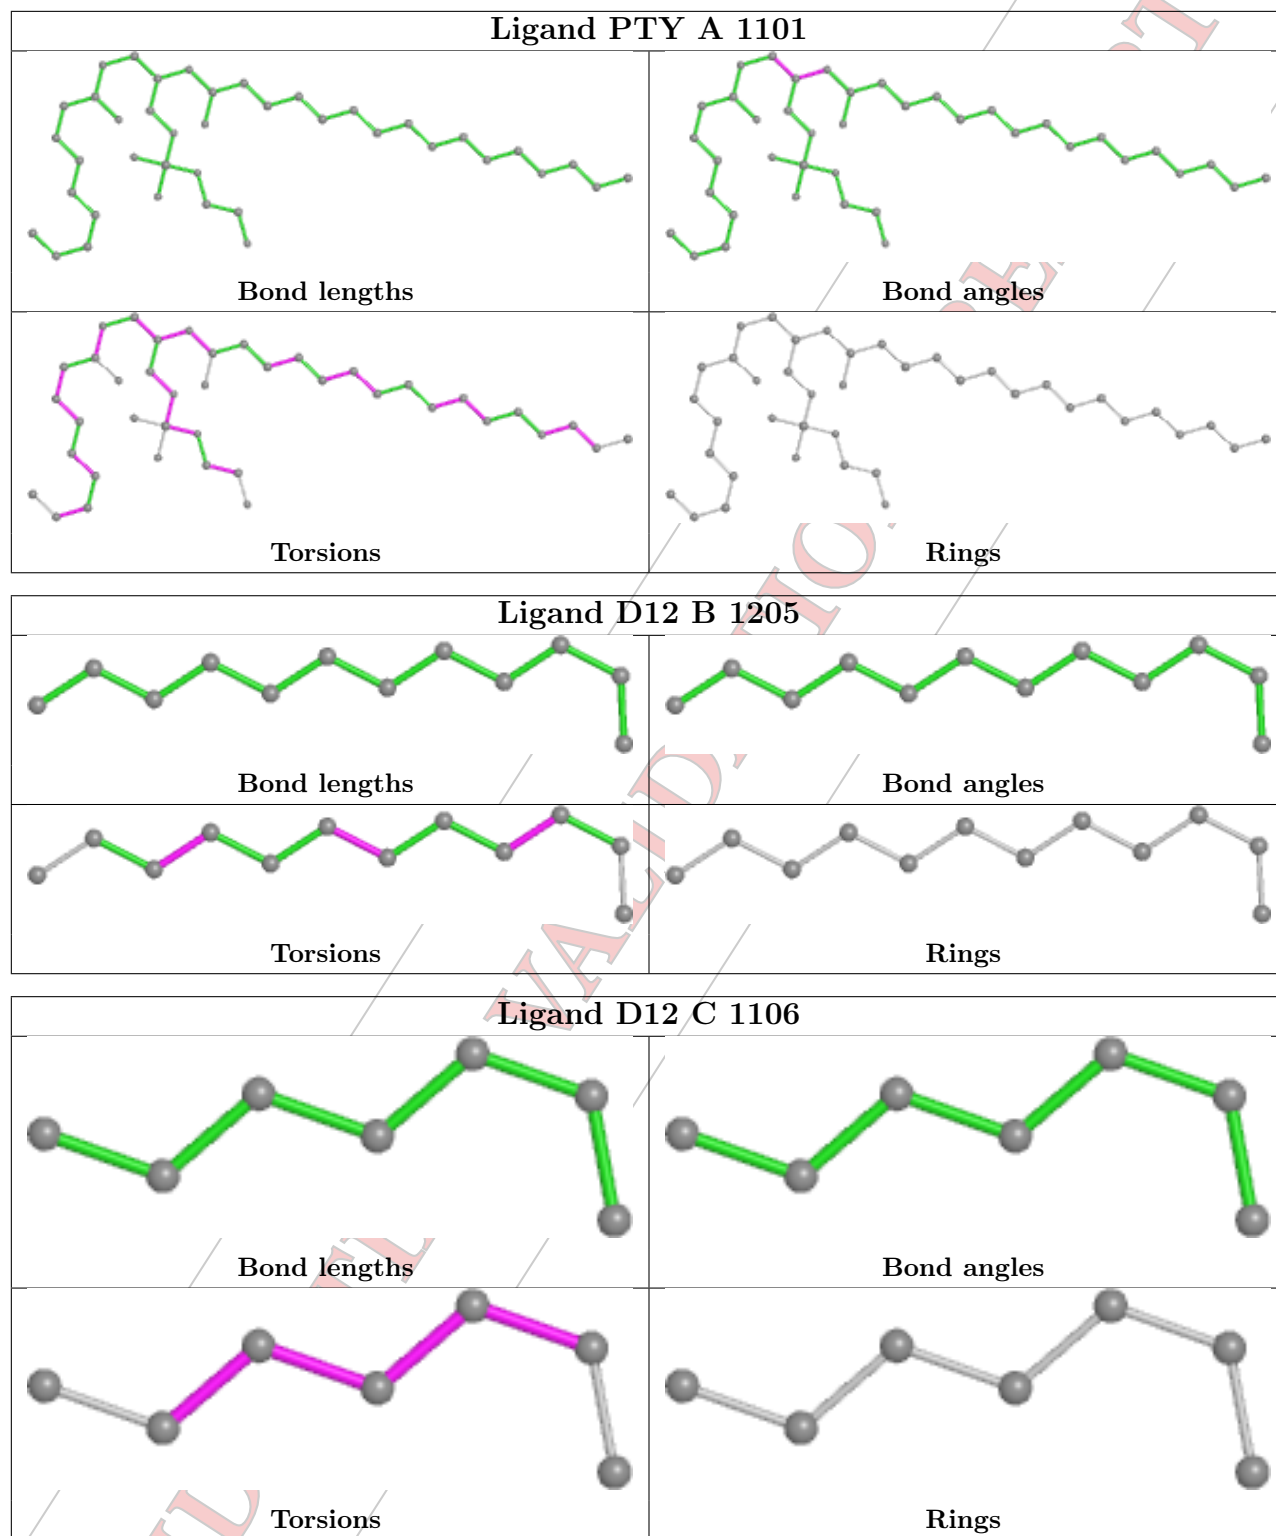 Ligand PTY A 1101
Bond lengths
Bond angles
Torsions
Rings
Ligand D12 B 1205
Bond lengths
Bond angles
Torsions
Rings
Ligand D12 C 1106
Bond lengths
Bond angles
Torsions
Rings